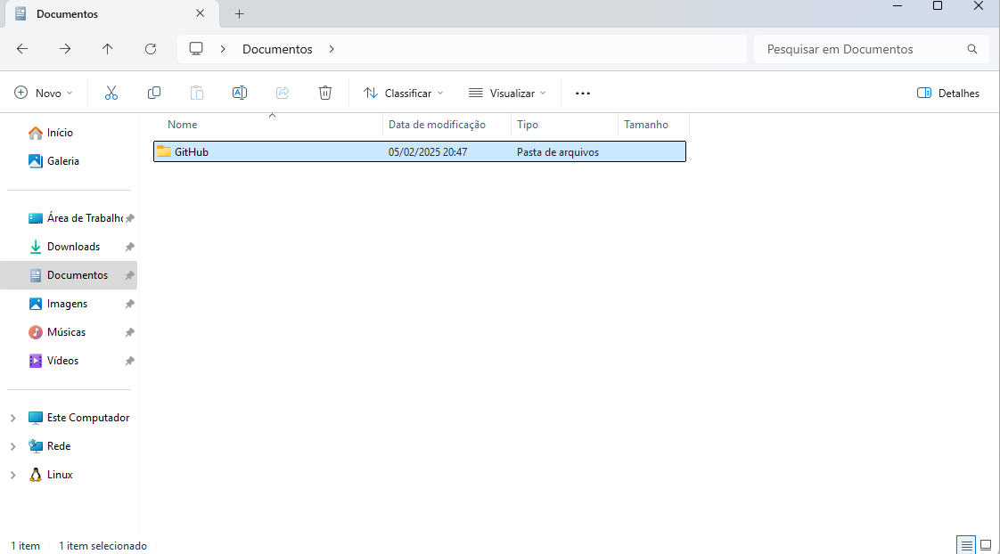 Documentos
Documentos
Pesquisar em Documentos
Novo
Classificar
Visualizar
Detalhes
Nome Data de modificação Tipo Tamanho
GitHub 05/02/2025 20:47 Pasta de arquivos
Início
Galeria
Área de Trabalho
Downloads
Documentos
Imagens
Músicas
Vídeos
Este Computador
Rede
Linux
1 item 1 item selecionado